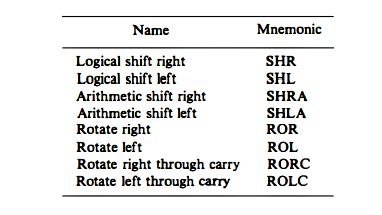 Name Mnemonic
Logical shift right SHR
Logical shift left SHL
Arithmetic shift right SHRA
Arithmetic shift left SHLA
Rotate right ROR
Rotate left ROL
Rotate right through carry RORC
Rotate left through carry ROLC